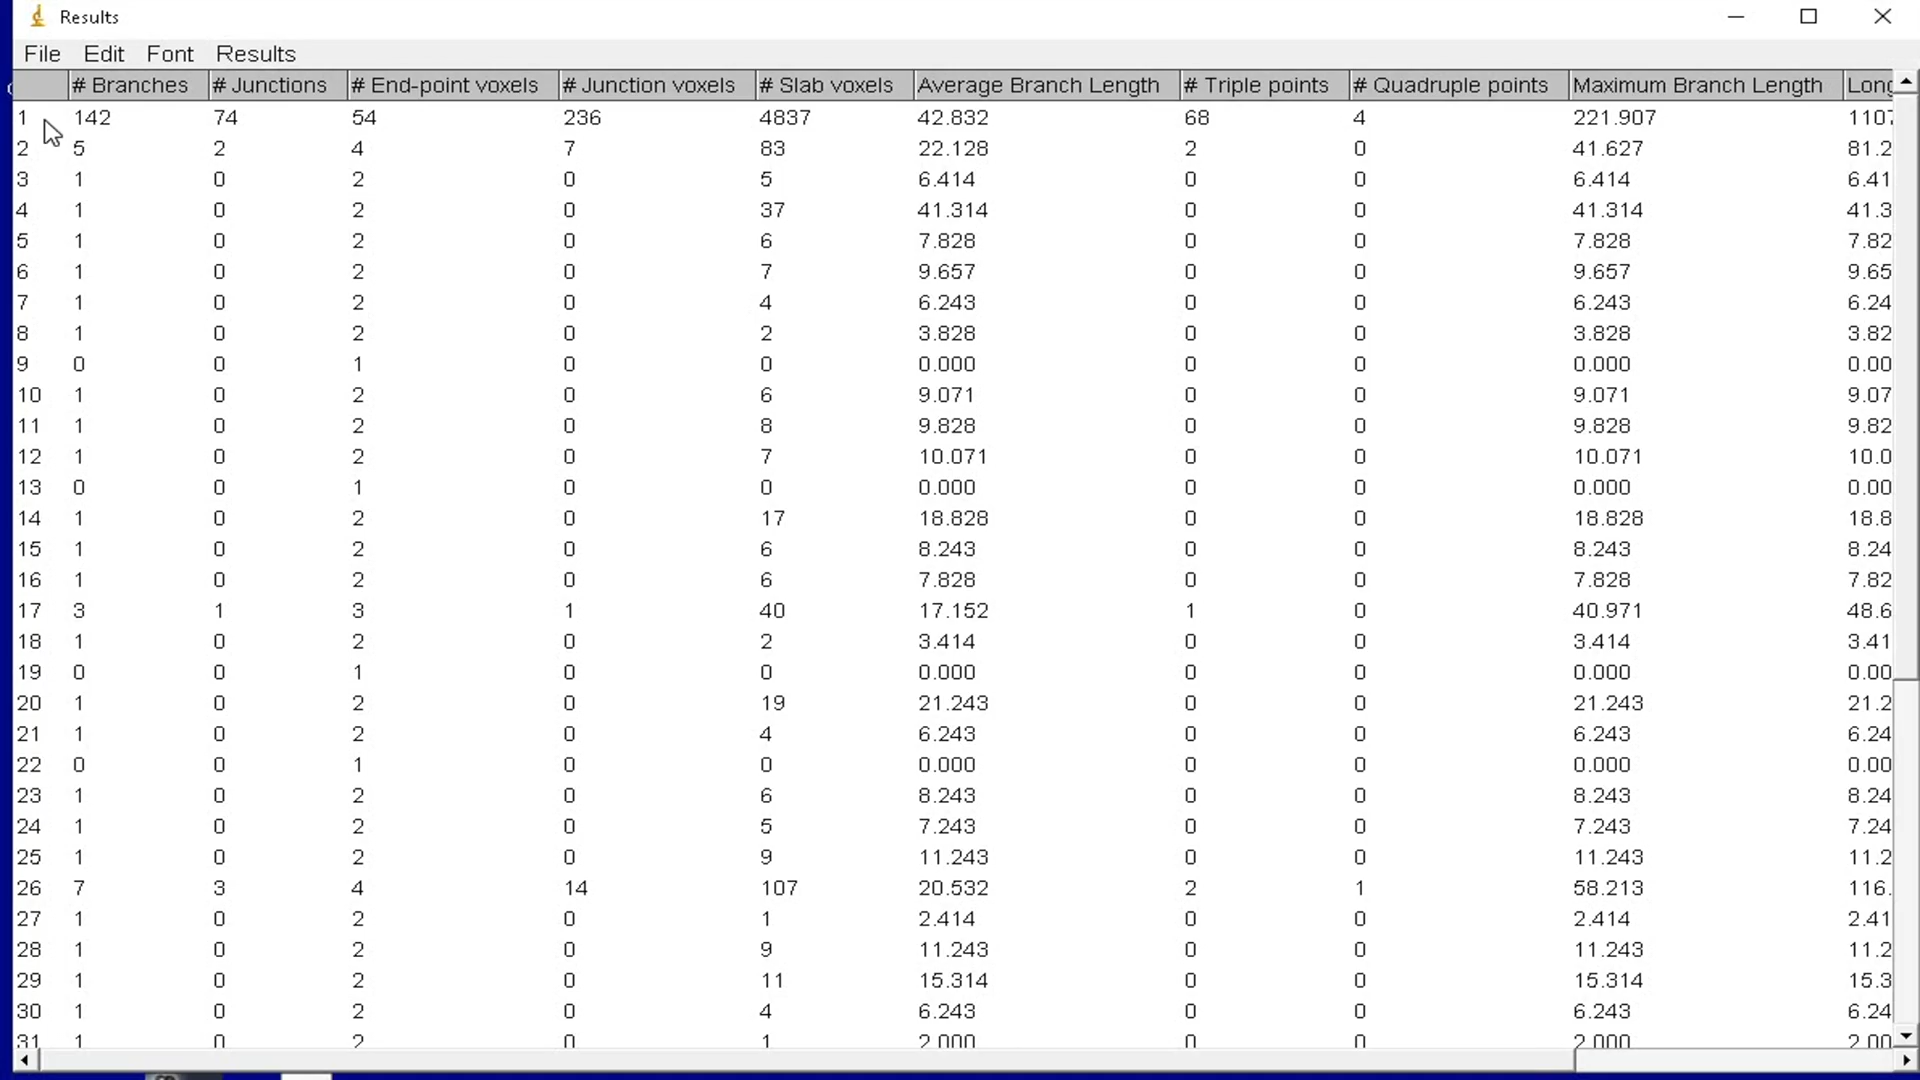 Results
File Edit Font Results
# Branches # Junctions # End-point voxels # Junction voxels # Slab voxels Average Branch Length # Triple points # Quadruple points Maximum Branch Length Long
1 142 74 54 236 4837 42.832 68 4 221.907 1107
2 5 2 4 7 83 22.128 2 0 41.627 81.2
3 1 0 2 0 5 6.414 0 0 6.414 6.41
4 1 0 2 0 37 41.314 0 0 41.314 41.3
5 1 0 2 0 6 7.828 0 0 7.828 7.82
6 1 0 2 0 7 9.657 0 0 9.657 9.65
7 1 0 2 0 4 6.243 0 0 6.243 6.24
8 1 0 2 0 2 3.828 0 0 3.828 3.82
9 0 0 1 0 0 0.000 0 0 0.000 0.00
10 1 0 2 0 6 9.071 0 0 9.071 9.07
11 1 0 2 0 8 9.828 0 0 9.828 9.82
12 1 0 2 0 7 10.071 0 0 10.071 10.0
13 0 0 1 0 0 0.000 0 0 0.000 0.00
14 1 0 2 0 17 18.828 0 0 18.828 18.8
15 1 0 2 0 6 8.243 0 0 8.243 8.24
16 1 0 2 0 6 7.828 0 0 7.828 7.82
17 3 1 3 1 40 17.152 1 0 40.971 48.6
18 1 0 2 0 2 3.414 0 0 3.414 3.41
19 0 0 1 0 0 0.000 0 0 0.000 0.00
20 1 0 2 0 19 21.243 0 0 21.243 21.2
21 1 0 2 0 4 6.243 0 0 6.243 6.24
22 0 0 1 0 0 0.000 0 0 0.000 0.00
23 1 0 2 0 6 8.243 0 0 8.243 8.24
24 1 0 2 0 5 7.243 0 0 7.243 7.24
25 1 0 2 0 9 11.243 0 0 11.243 11.2
26 7 3 4 14 107 20.532 2 1 58.213 116.
27 1 0 2 0 1 2.414 0 0 2.414 2.41
28 1 0 2 0 9 11.243 0 0 11.243 11.2
29 1 0 2 0 11 15.314 0 0 15.314 15.3
30 1 0 2 0 4 6.243 0 0 6.243 6.24
31 1 0 2 0 1 2.000 0 0 2.000 2.00